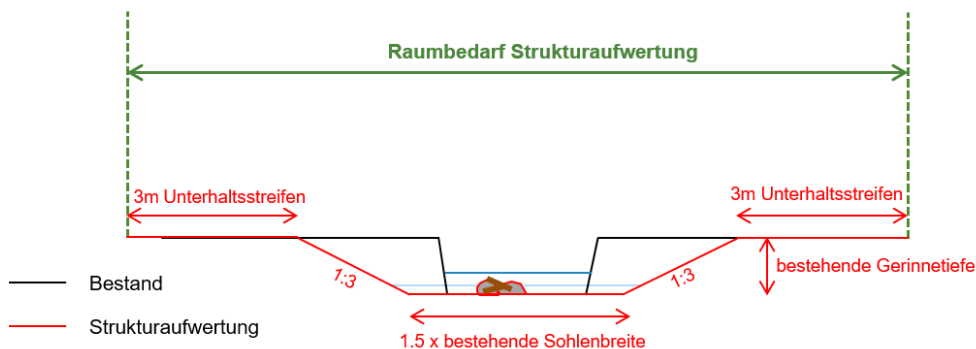 Raumbedarf Strukturaufwertung
3m Unterhaltsstreifen
3m Unterhaltsstreifen
1:3
1:3
bestehende Gerinnetiefe
Bestand
Strukturaufwertung
1.5 x bestehende Sohlenbreite